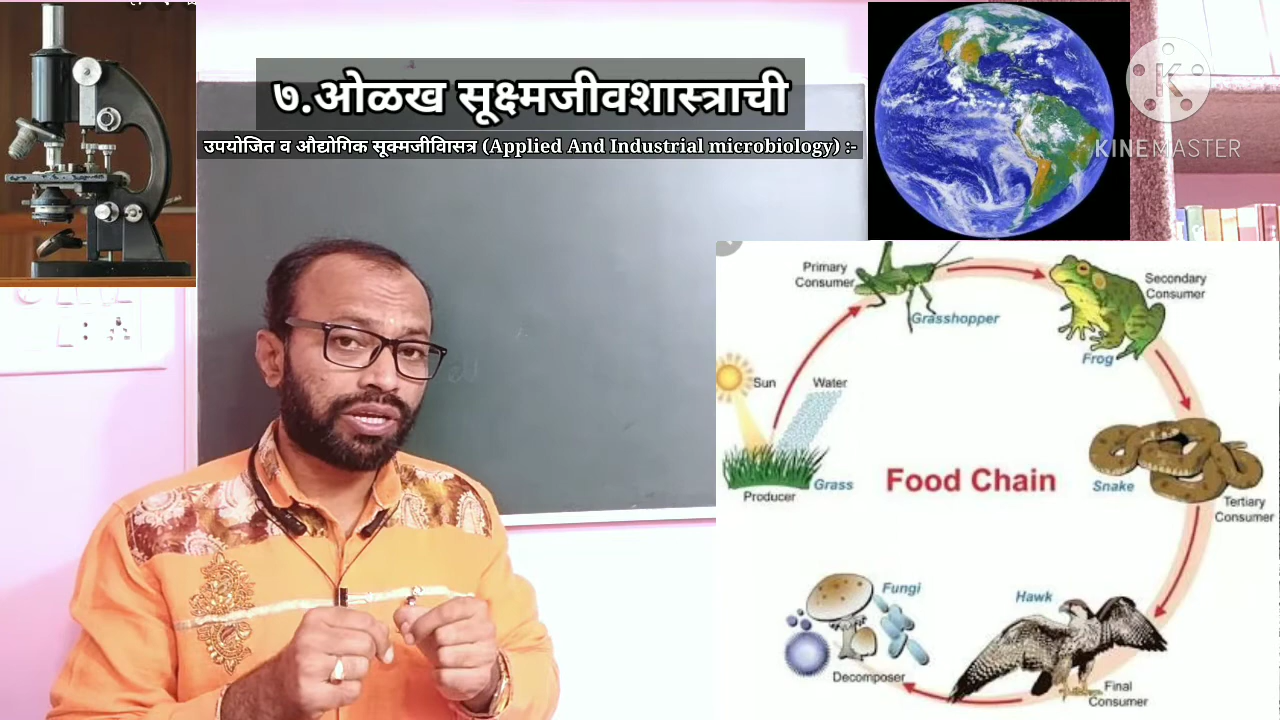 ७.ओळख सूक्ष्मजीवशास्त्राची
उपयोजित व औद्योगिक सूक्मजीविासत्र (Applied And Industrial microbiology) :-
K
KINEMASTER
Primary
Consumer
Grasshopper
Secondary
Consumer
Frog
Sun
Water
Grass
Producer
Food Chain
Snake
Tertiary
Consumer
Fungi
Hawk
Decomposer
Final
Consumer